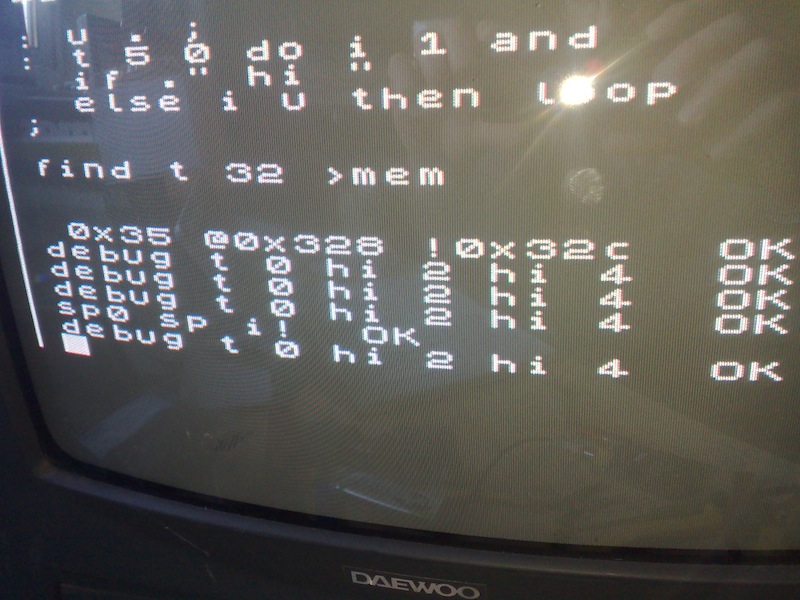 : u . ;
: t 5 0 do i 1 and
if ." hi "
else i u then loop
;
find t 32 >mem
0x35 @0x328 !0x32c OK
debug t 0 hi 2 hi 4 OK
debug t 0 hi 2 hi 4 OK
debug t 0 hi 2 hi 4 OK
sp0 sp i! OK
debug t 0 hi 2 hi 4 OK
DAEWOO